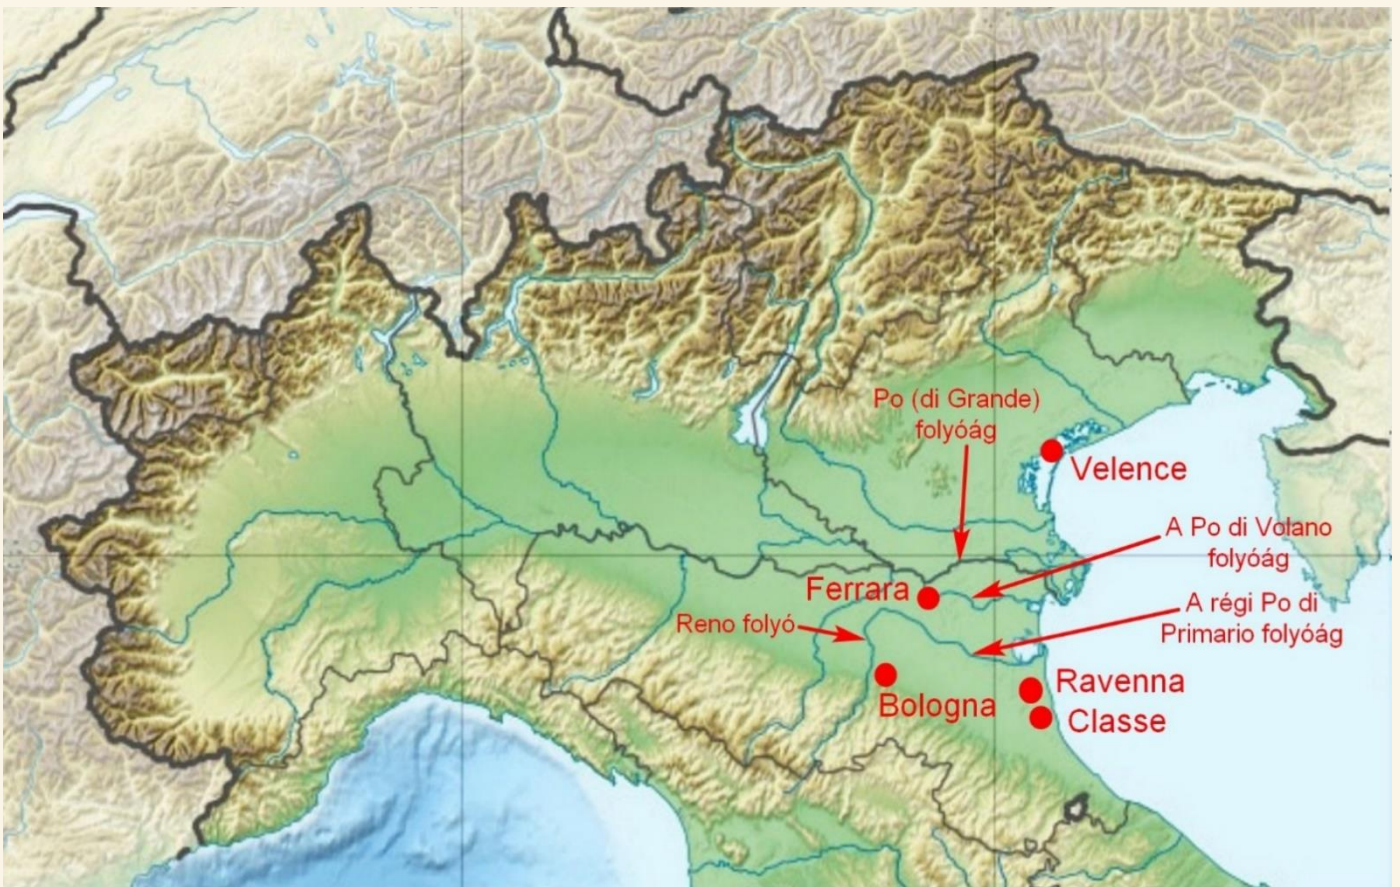 Po (di Grande)
folyóág
Velence
A Po di Volano
folyóág
Ferrara
A régi Po di
Primario folyóág
Reno folyó
Ravenna
Bologna
Classe